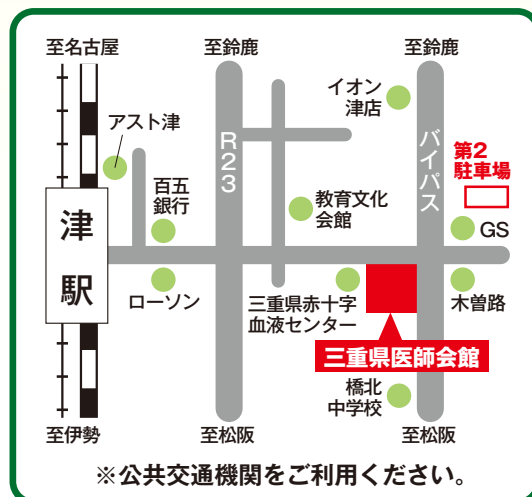 至名古屋
至鈴鹿
至鈴鹿
イオン
津店
アスト津
R23
バイパス
第2
駐車場
百五
銀行
教育文化
会館
GS
津駅
ローソン
三重県赤十字
血液センター
木曽路
三重県医師会館
橋北
中学校
至伊勢
至松阪
至松阪
※公共交通機関をご利用ください。